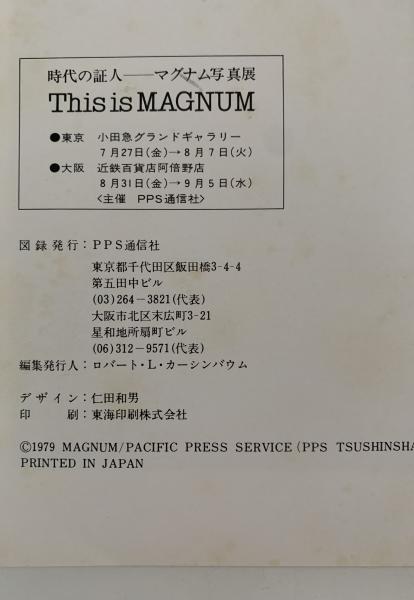 時代の証人──マグナム写真展
This is MAGNUM
●東京 小田急グランドギャラリー
7月27日(金)→8月7日(火)
●大阪 近鉄百貨店阿倍野店
8月31日(金)→9月5日(水)
<主催 PPS通信社>
図録発行：PPS通信社
東京都千代田区飯田橋3-4-4
第五田中ビル
(03)264―3821(代表)
大阪市北区末広町3-21
星和地所扇町ビル
(06)312―9571(代表)
編集発行人：ロバート・L・カーシンバウム
デザイン：仁田和男
印　刷：東海印刷株式会社
©1979 MAGNUM/PACIFIC PRESS SERVICE (PPS TSUSHINSHA
PRINTED IN JAPAN